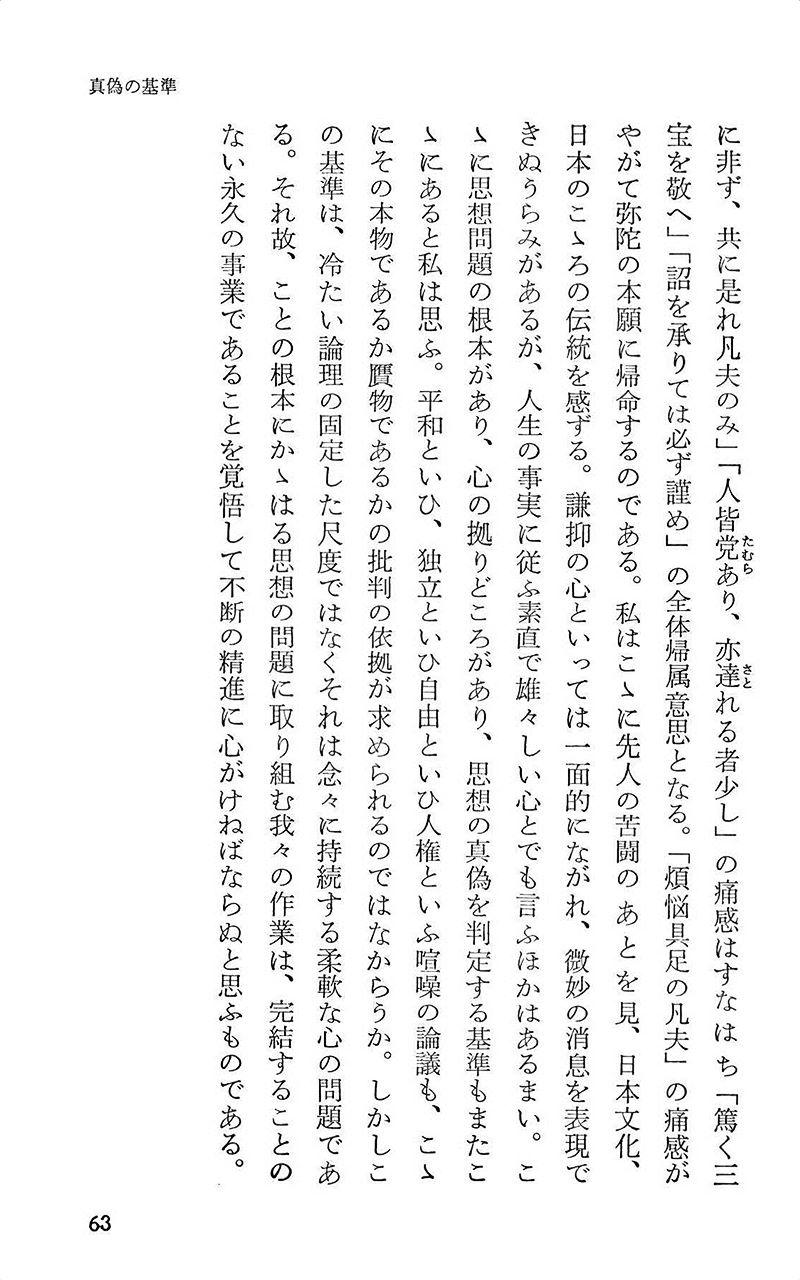 真偽の基準
に非ず、共に是れ凡夫のみ」「人皆党たむらあり、亦達さとれる者少し」の痛感はすなはち「篤く三
宝を敬へ」「詔を承りては必ず謹め」の全体帰属意思となる。「煩悩具足の凡夫」の痛感が
やがて弥陀の本願に帰命するのである。私はこゝに先人の苦闘のあとを見、日本文化、
日本のこゝろの伝統を感ずる。謙抑の心といっては一面的にながれ、微妙の消息を表現で
きぬうらみがあるが、人生の事実に従ふ素直で雄々しい心とでも言ふほかはあるまい。こ
ゝに思想問題の根本があり、心の拠りどころがあり、思想の真偽を判定する基準もまたこ
ゝにあると私は思ふ。平和といひ、独立といひ自由といひ人権といふ喧噪の論議も、こゝ
にその本物であるか贋物であるかの批判の依拠が求められるのではなからうか。しかしこ
の基準は、冷たい論理の固定した尺度ではなくそれは念々に持続する柔軟な心の問題であ
る。それ故、ことの根本にかゝはる思想の問題に取り組む我々の作業は、完結することの
ない永久の事業であることを覚悟して不断の精進に心がけねばならぬと思ふものである。
63